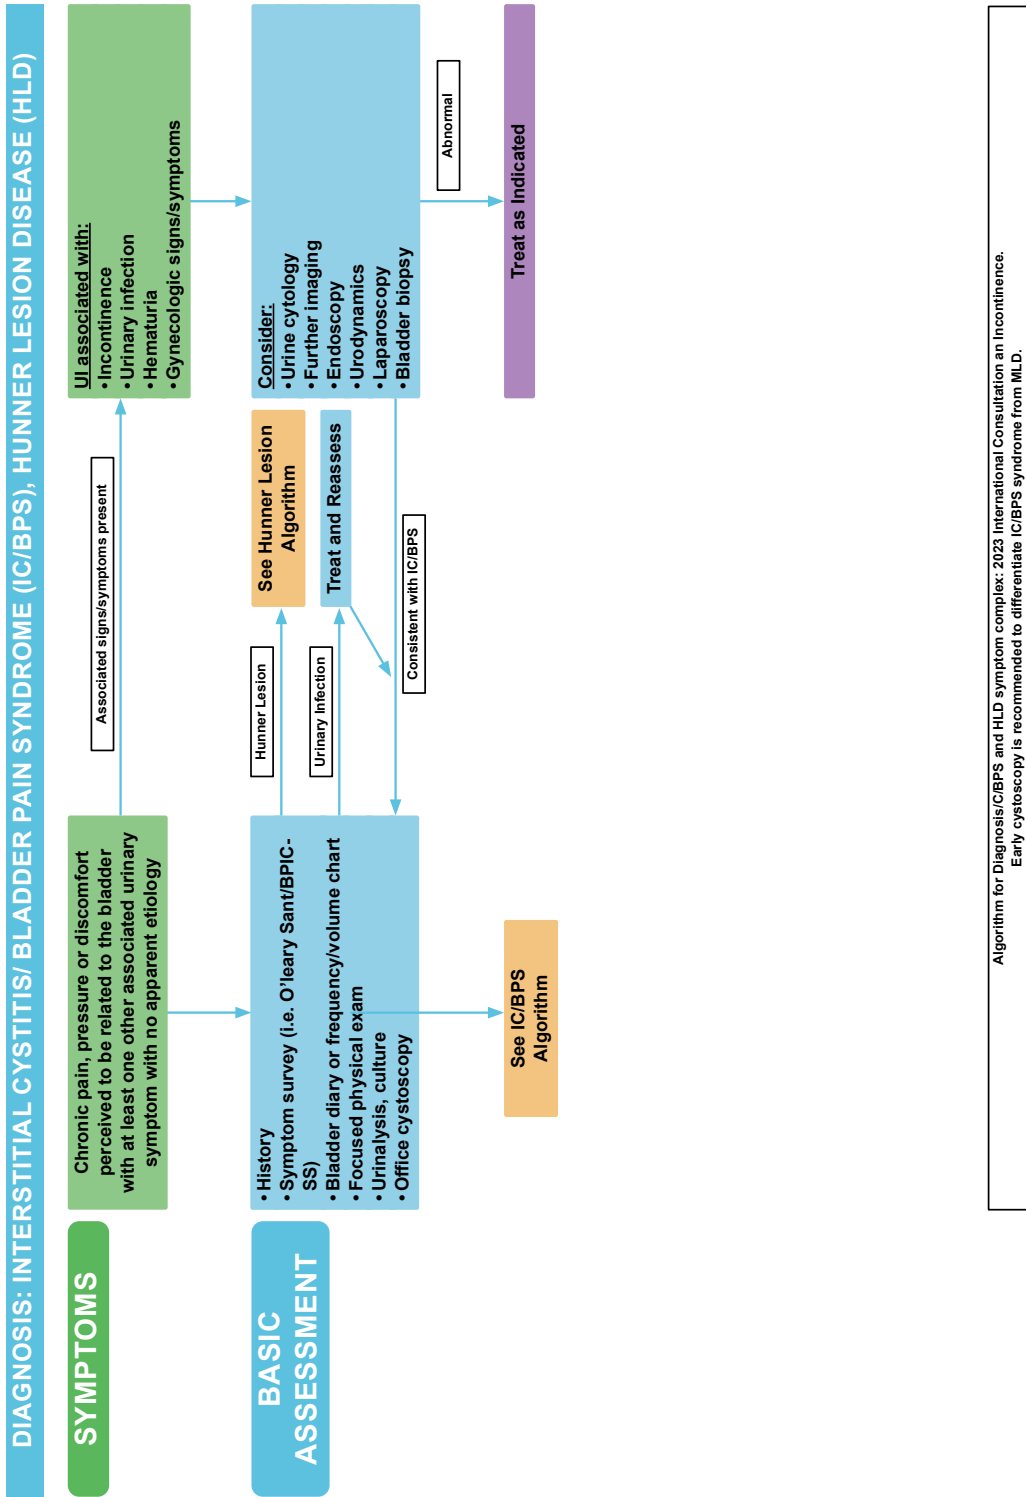 DIAGNOSIS: INTERSTITIAL CYSTITIS/ BLADDER PAIN SYNDROME (IC/BPS), HUNNER LESION DISEASE (HLD)
SYMPTOMS
Chronic pain, pressure or discomfort
perceived to be related to the bladder
with at least one other associated urinary
symptom with no apparent etiology
Associated signs/symptoms present
UI associated with:
• Incontinence
• Urinary infection
• Hematuria
• Gynecologic signs/symptoms
BASIC
ASSESSMENT
• History
• Symptom survey (i.e. O'leary Sant/BPIC-
SS)
• Bladder diary or frequency/volume chart
• Focused physical exam
• Urinalysis, culture
• Office cystoscopy
Hunner Lesion
See Hunner Lesion
Algorithm
Urinary Infection
Treat and Reassess
Consistent with IC/BPS
Consider:
• Urine cytology
• Further imaging
• Endoscopy
• Urodynamics
• Laparoscopy
• Bladder biopsy
Abnormal
See IC/BPS
Algorithm
Treat as Indicated
Algorithm for Diagnosis/C/BPS and HLD symptom complex: 2023 International Consultation an Incontinence.
Early cystoscopy is recommended to differentiate IC/BPS syndrome from MLD.